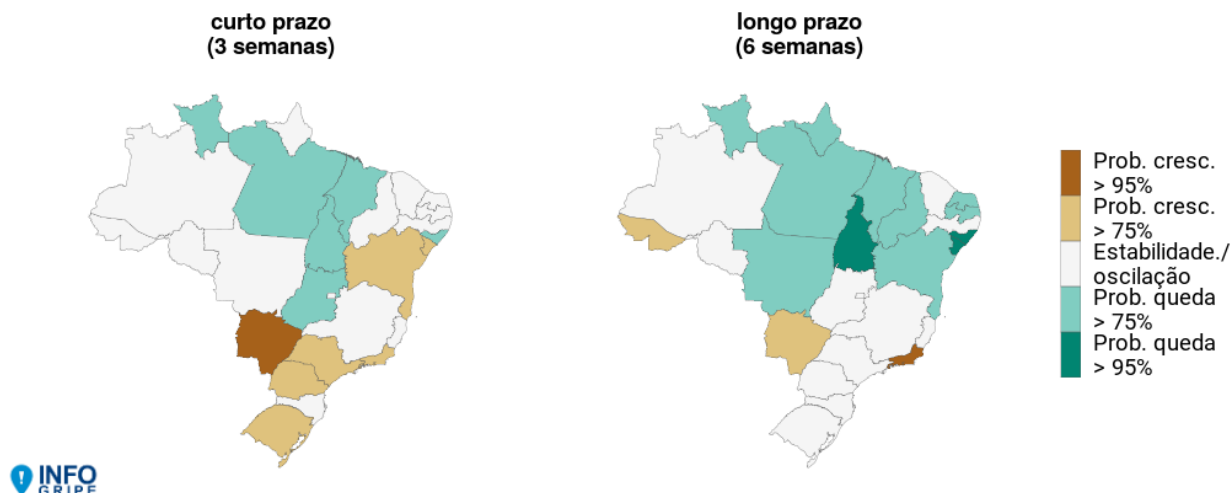 curto prazo
(3 semanas)
longo prazo
(6 semanas)
Prob. cresc.
> 95%
Prob. cresc.
> 75%
Estabilidade./
oscilação
Prob. queda
> 75%
Prob. queda
> 95%
INFO
GRIPE